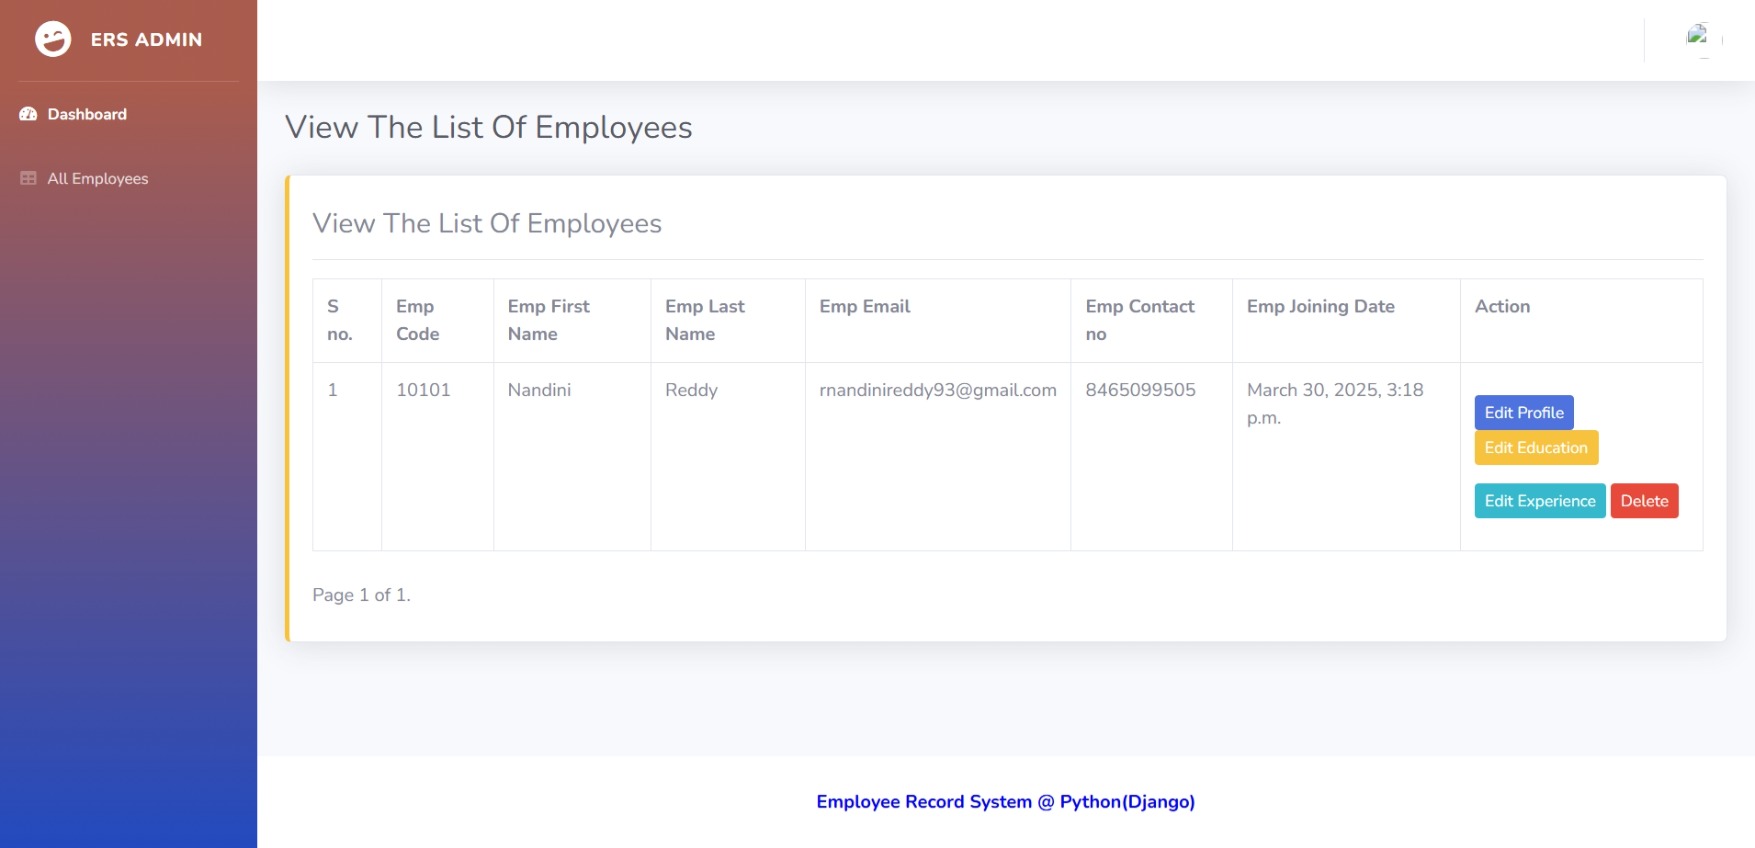 ERS ADMIN
Dashboard
All Employees
View The List Of Employees
View The List Of Employees
S no.
Emp Code
Emp First Name
Emp Last Name
Emp Email
Emp Contact no
Emp Joining Date
Action
1
10101
Nandini
Reddy
rnandinireddy93@gmail.com
8465099505
March 30, 2025, 3:18 p.m.
Edit Profile
Edit Education
Edit Experience
Delete
Page 1 of 1.
Employee Record System @ Python(Django)